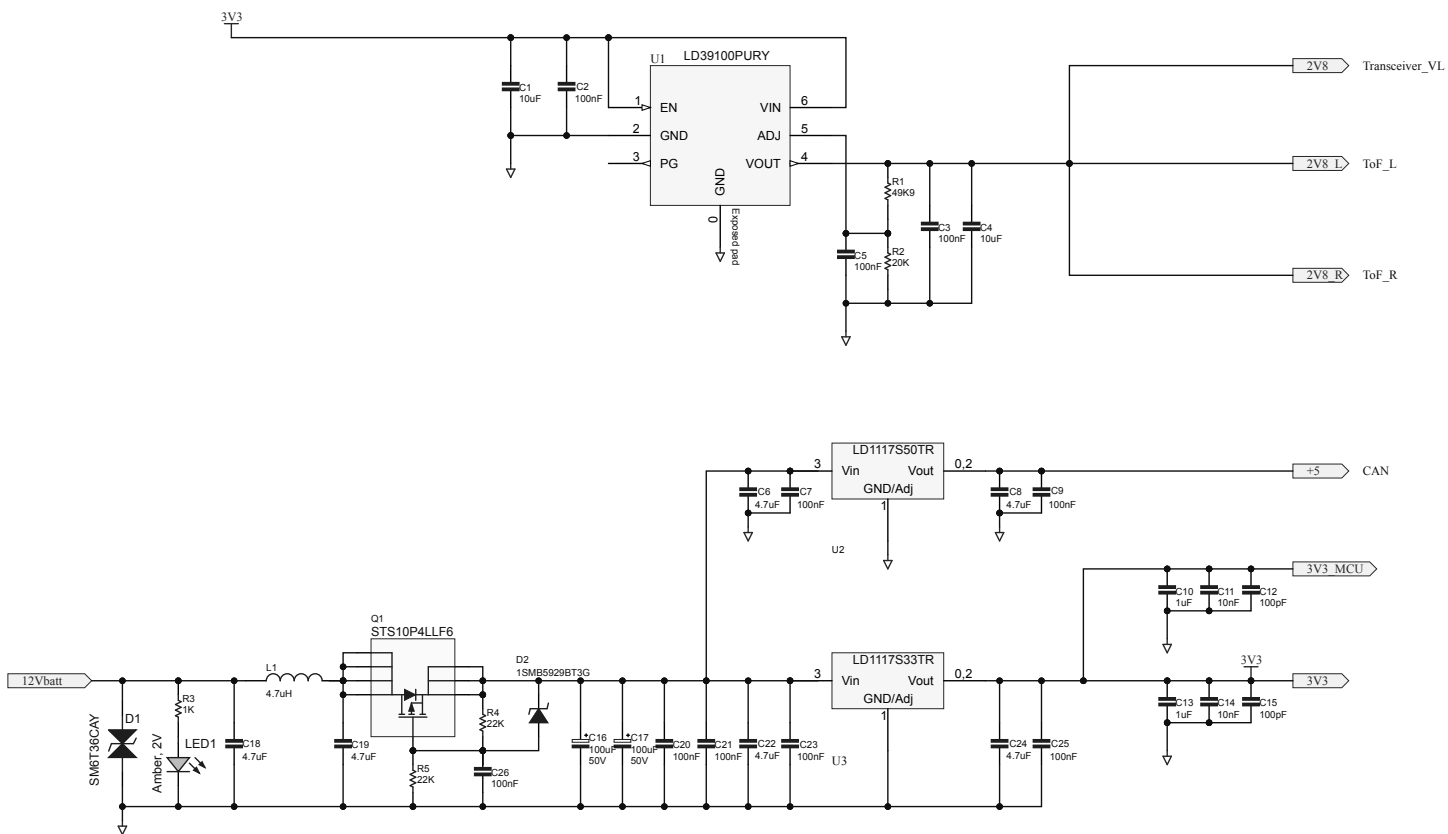 3V3
U1
LD39100PURY
C1
10uF
C2
100nF
1
EN
VIN
6
2
GND
ADJ
5
3
PG
VOUT
4
GND
0
Exposed pad
R1
49K9
R2
20K
C5
100nF
C3
100nF
C4
10uF
2V8
Transceiver_VL
2V8_L
ToF_L
2V8_R
ToF_R
C6
4.7uF
C7
100nF
LD1117S50TR
3
Vin
Vout
0,2
GND/Adj
1
U2
C8
4.7uF
C9
100nF
+5
CAN
3V3_MCU
C10
1uF
C11
10nF
C12
100pF
12Vbatt
D1
SM6T36CAY
R3
1K
LED1
Amber, 2V
C18
4.7uF
L1
4.7uH
C19
4.7uF
Q1
STS10P4LLF6
R4
22K
R5
22K
C26
100nF
D2
1SMB5929BT3G
C16
100uF
50V
C17
100uF
50V
C20
100nF
C21
100nF
C22
4.7uF
C23
100nF
LD1117S33TR
3
Vin
Vout
0,2
GND/Adj
1
U3
C24
4.7uF
C25
100nF
3V3
C13
1uF
C14
10nF
C15
100pF
3V3